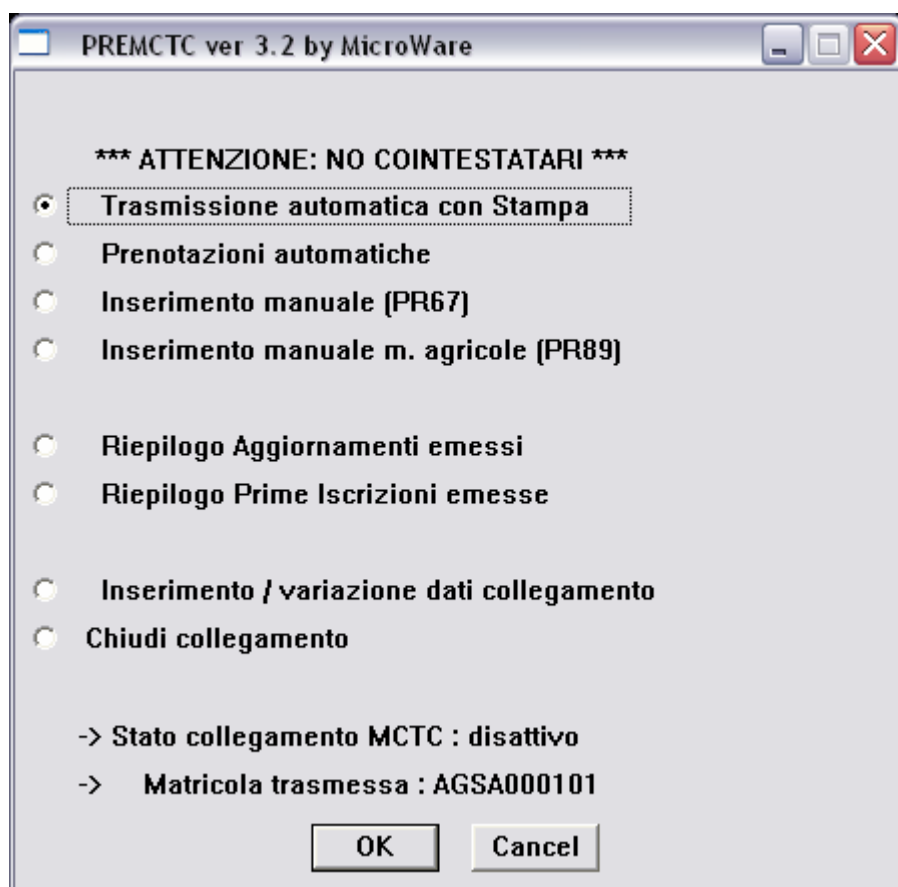 PREMCTC ver 3.2 by MicroWare
*** ATTENZIONE: NO COINTESTATARI ***
Trasmissione automatica con Stampa
Prenotazioni automatiche
Inserimento manuale (PR67)
Inserimento manuale m. agricole (PR89)
Riepilogo Aggiornamenti emessi
Riepilogo Prime Iscrizioni emesse
Inserimento / variazione dati collegamento
Chiudi collegamento
-> Stato collegamento MCTC : disattivo
-> Matricola trasmessa : AGSA000101
OK Cancel